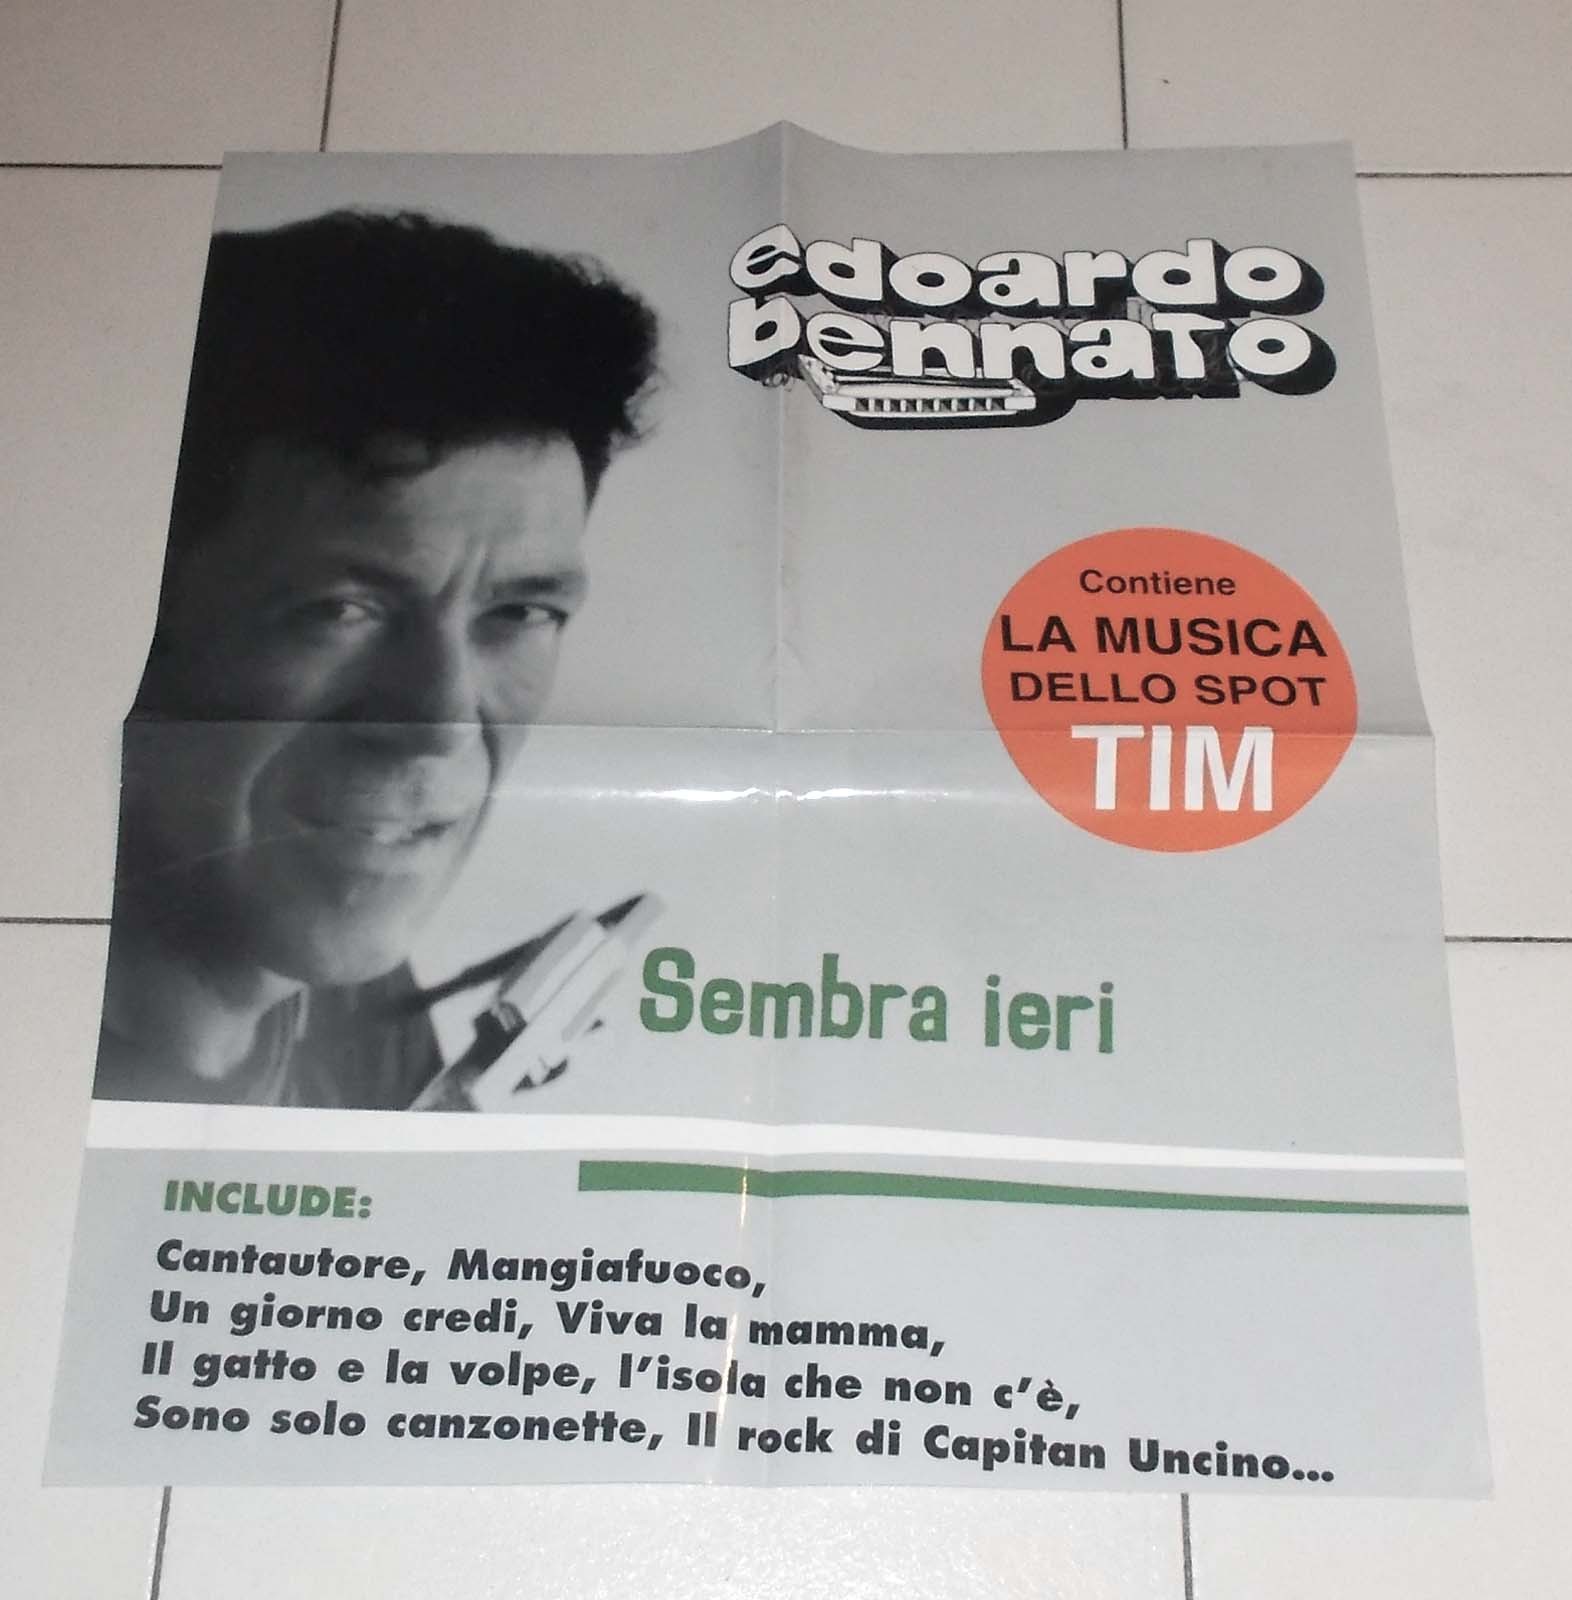 edoardo
bennato
Contiene
LA MUSICA
DELLO SPOT
TIM
Sembra ieri
INCLUDE:
Cantautore, Mangiafuoco,
Un giorno credi, Viva la mamma,
Il gatto e la volpe, l'isola che non c'è,
Sono solo canzonette, Il rock di Capitan Uncino...